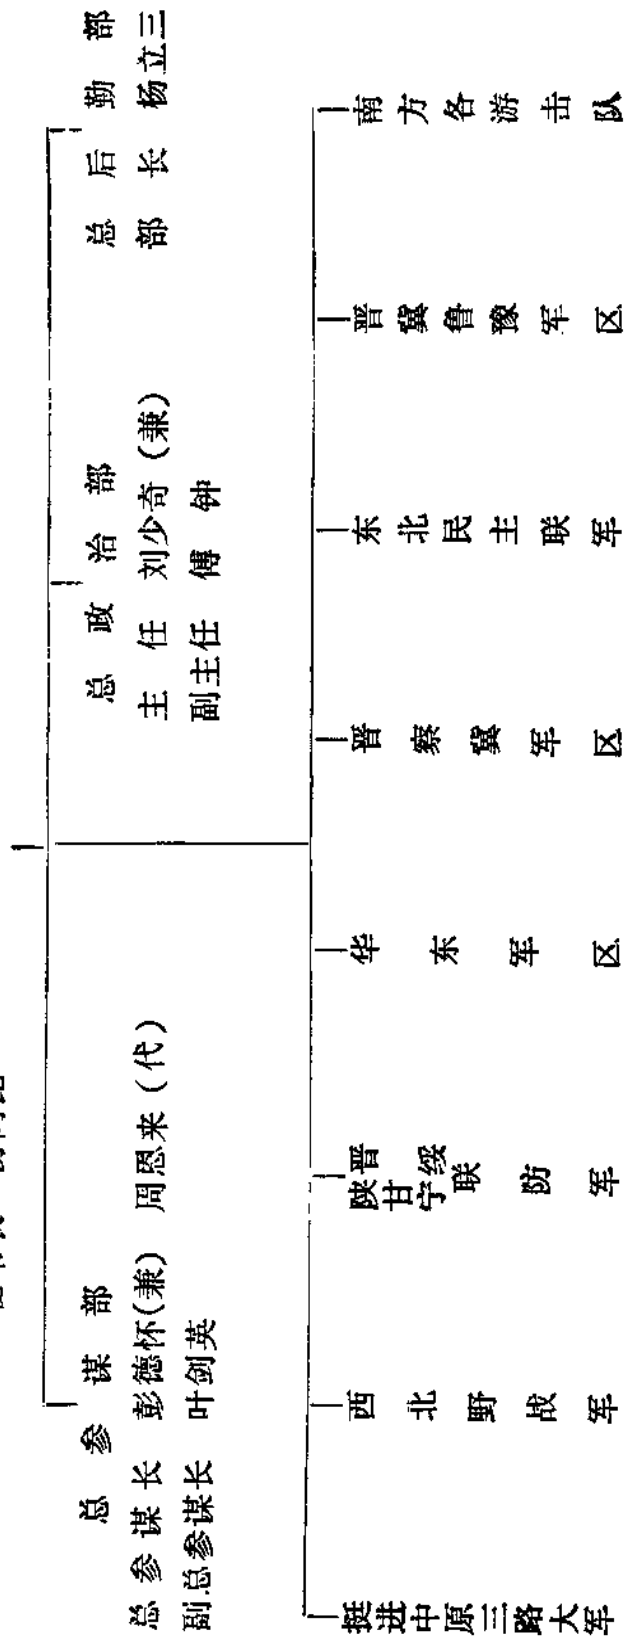 总参谋部
总参谋长 彭德怀(兼) 周恩来(代)
副总参谋长 叶剑英
总政治部
主任 刘少奇(兼)
副主任 傅钟
总后勤部
部长 杨立三
挺进中原三路大军
西北野战军
陕甘宁晋绥联防军
华东军区
晋察冀军区
东北民主联军
晋冀鲁豫军区
南方各游击队